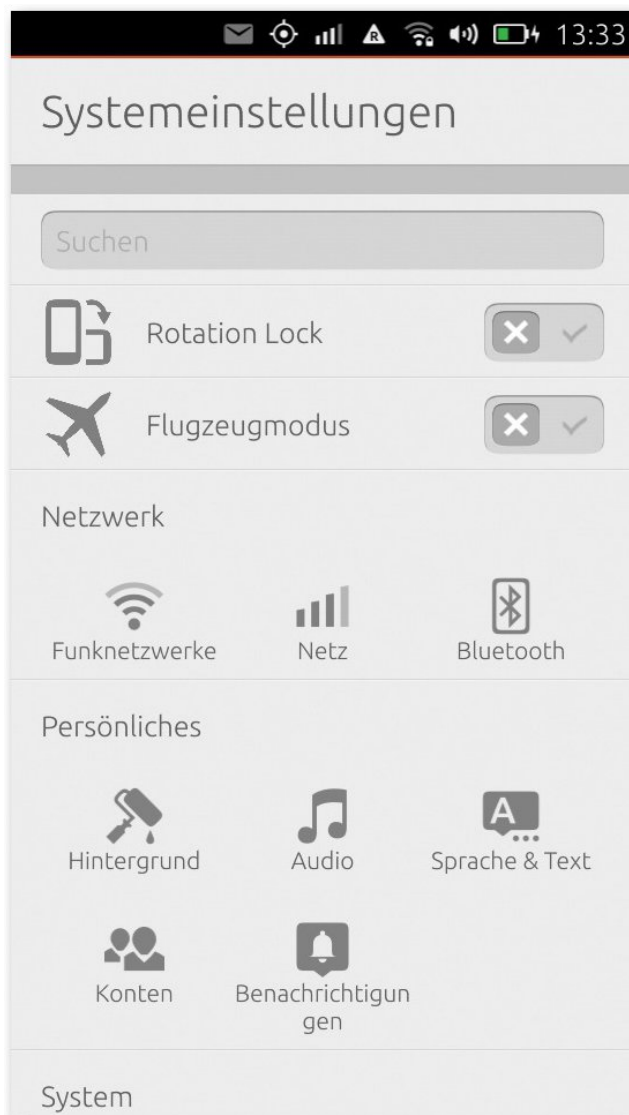 R
13:33
Systemeinstellungen
Suchen
Rotation Lock
Flugzeugmodus
Netzwerk
Funknetzwerke
Netz
Bluetooth
Persönliches
Hintergrund
Audio
A
Sprache & Text
Konten
Benachrichtigun
gen
System